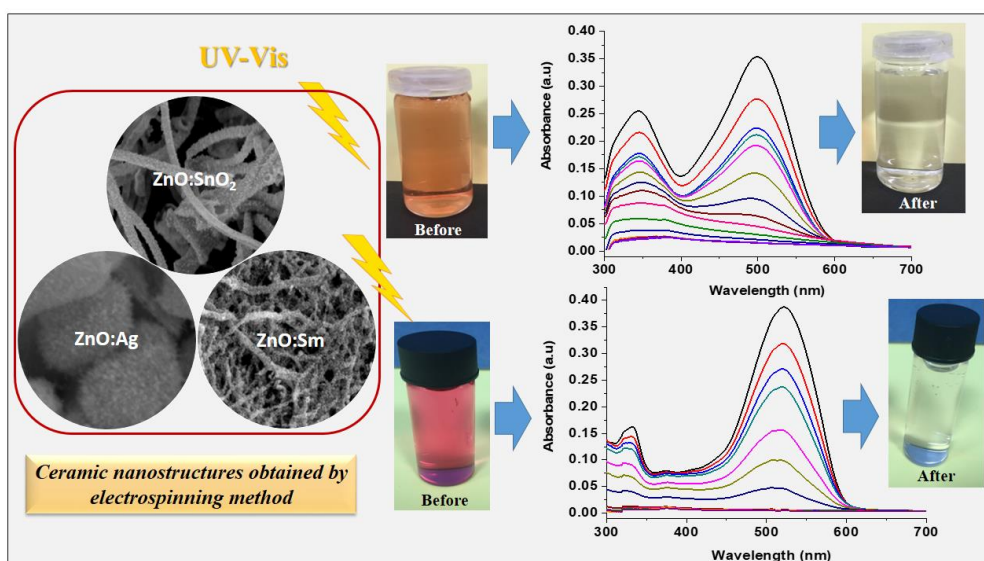 UV-Vis
ZnO:SnO₂
ZnO:Ag
ZnO:Sm
Ceramic nanostructures obtained by
electrospinning method
Before
Absorbance (a.u)
0.40
0.35
0.30
0.25
0.20
0.15
0.10
0.05
0.00
300 400 500 600 700
Wavelength (nm)
After
Before
Absorbance (a.u)
0.40
0.35
0.30
0.25
0.20
0.15
0.10
0.05
0.00
300 400 500 600 700
Wavelength (nm)
After